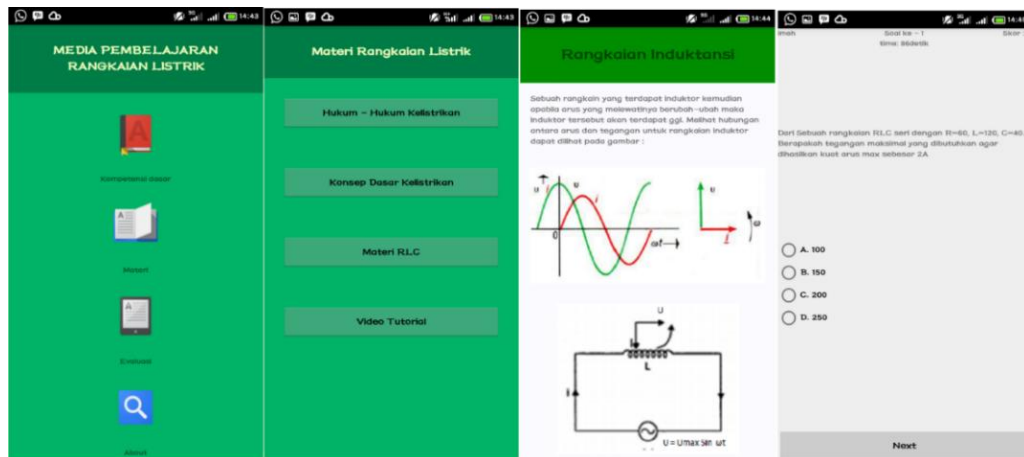 14:43
MEDIA PEMBELAJARAN
RANGKAIAN LISTRIK
A
Kompetensi dasar
A
Materi
A
Evaluasi
About
14:43
Materi Rangkaian Listrik
Hukum - Hukum Kelistrikan
Konsep Dasar Kelistrikan
Materi RLC
Video Tutorial
14:44
Rangkaian Induktansi
Sebuah rangkain yang terdapat induktor kemudian
apabila arus yang melewatinya berubah-ubah maka
induktor tersebut akan terdapat ggl. Melihat hubungan
antara arus dan tegangan untuk rangkaian induktor
dapat dilihat pada gambar :
u i u i
0 ωt
u
i
ω
U
I
L
i
U = Umax Sin ωt
Soal ke - 1
Skor
Dari Sebuah rangkaian RLC seri dengan R=60, L=120, C=40.
Berapakah tegangan maksimal yang dibutuhkan agar
dihasilkan kuat arus max sebesar 2A
A. 100
B. 150
C. 200
D. 250
Next